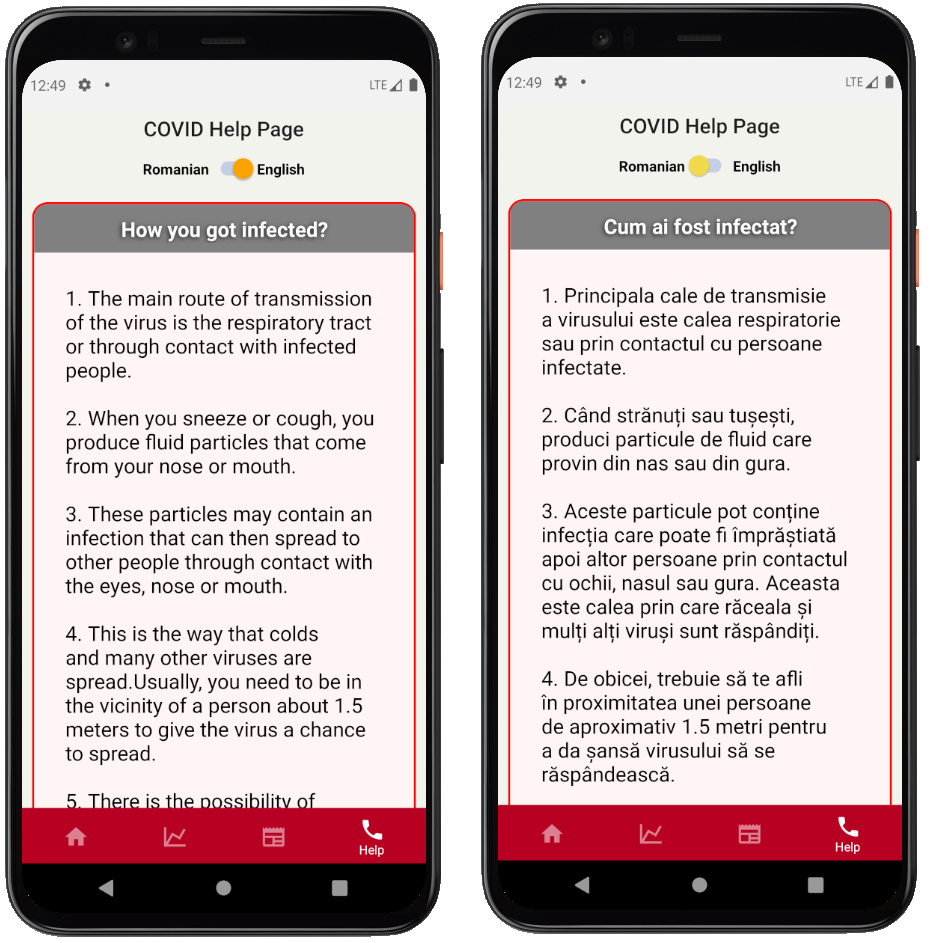 12:49
LTE
COVID Help Page
Romanian English
How you got infected?
1. The main route of transmission
of the virus is the respiratory tract
or through contact with infected
people.
2. When you sneeze or cough, you
produce fluid particles that come
from your nose or mouth.
3. These particles may contain an
infection that can then spread to
other people through contact with
the eyes, nose or mouth.
4. This is the way that colds
and many other viruses are
spread.Usually, you need to be in
the vicinity of a person about 1.5
meters to give the virus a chance
to spread.
5. There is the possibility of
Help
12:49
LTE
COVID Help Page
Romanian English
Cum ai fost infectat?
1. Principala cale de transmisie
a virusului este calea respiratorie
sau prin contactul cu persoane
infectate.
2. Când strănuți sau tușești,
produci particule de fluid care
provin din nas sau din gura.
3. Aceste particule pot conține
infecția care poate fi împrăștiată
apoi altor persoane prin contactul
cu ochii, nasul sau gura. Aceasta
este calea prin care răceala și
mulți alți viruși sunt răspândiți.
4. De obicei, trebuie să te afli
în proximitatea unei persoane
de aproximativ 1.5 metri pentru
a da șansă virusului să se
răspândească.
Help